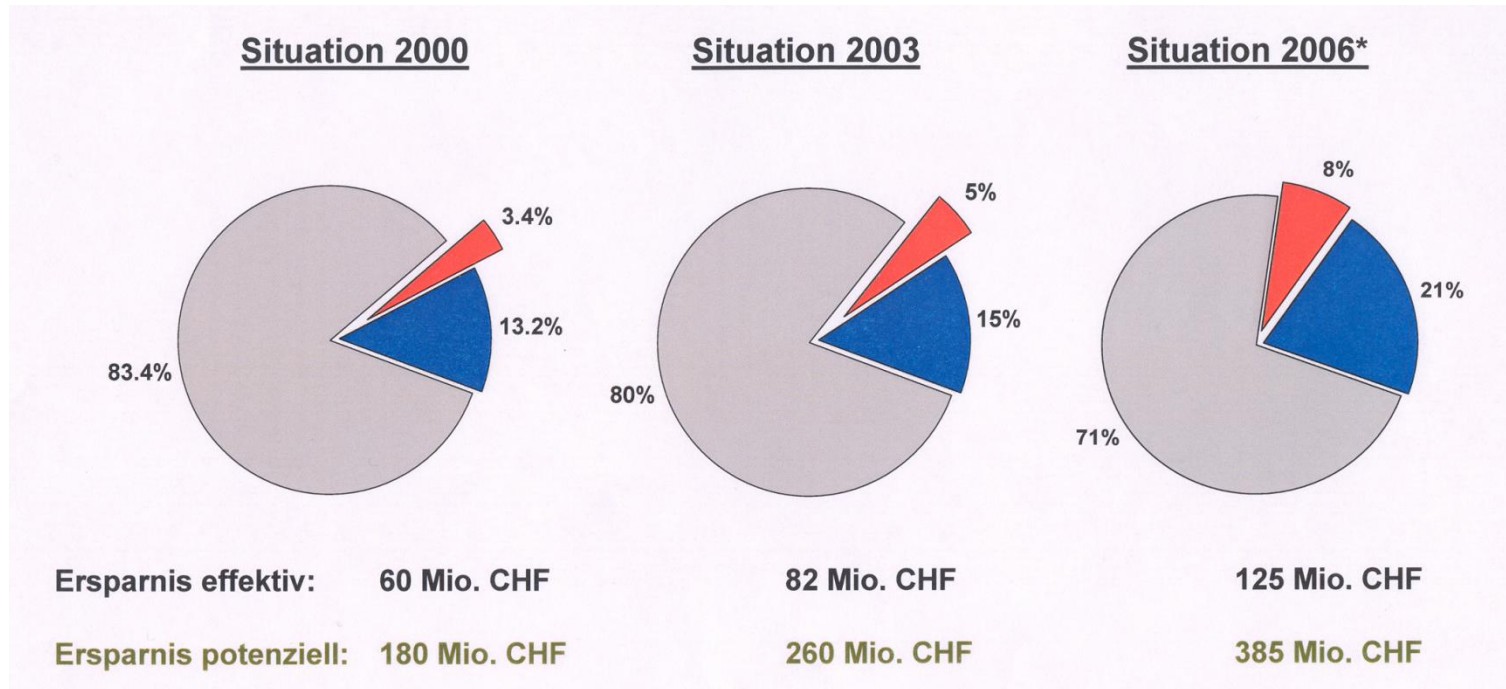 Situation 2000 Situation 2003 Situation 2006*
3.4% 5% 8%
13.2% 15% 21%
83.4% 80% 71%
Ersparnis effektiv: 60 Mio. CHF 82 Mio. CHF 125 Mio. CHF
Ersparnis potenziell: 180 Mio. CHF 260 Mio. CHF 385 Mio. CHF